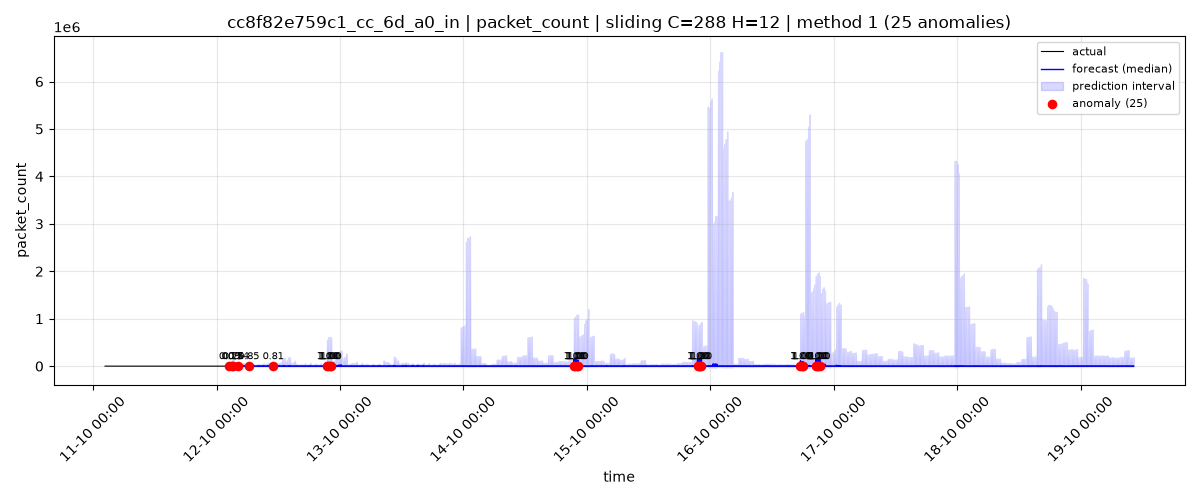 cc8f82e759c1_cc_6d_a0_in | packet_count | sliding C=288 H=12 | method 1 (25 anomalies)
1e6
actual
forecast (median)
prediction interval
anomaly (25)
packet_count
6
5
4
3
2
1
0
0.81
11-10 00:00
12-10 00:00
13-10 00:00
14-10 00:00
15-10 00:00
16-10 00:00
17-10 00:00
18-10 00:00
19-10 00:00
time